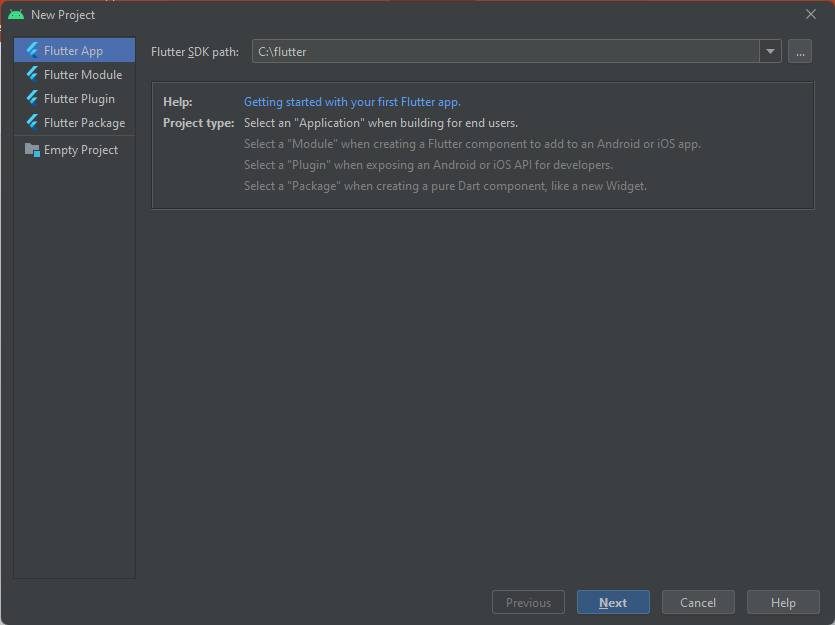 New Project
Flutter App
Flutter Module
Flutter Plugin
Flutter Package
Empty Project
Flutter SDK path: C:\flutter ...
Help: Getting started with your first Flutter app.
Project type: Select an "Application" when building for end users.
Select a "Module" when creating a Flutter component to add to an Android or iOS app.
Select a "Plugin" when exposing an Android or iOS API for developers.
Select a "Package" when creating a pure Dart component, like a new Widget.
Previous Next Cancel Help